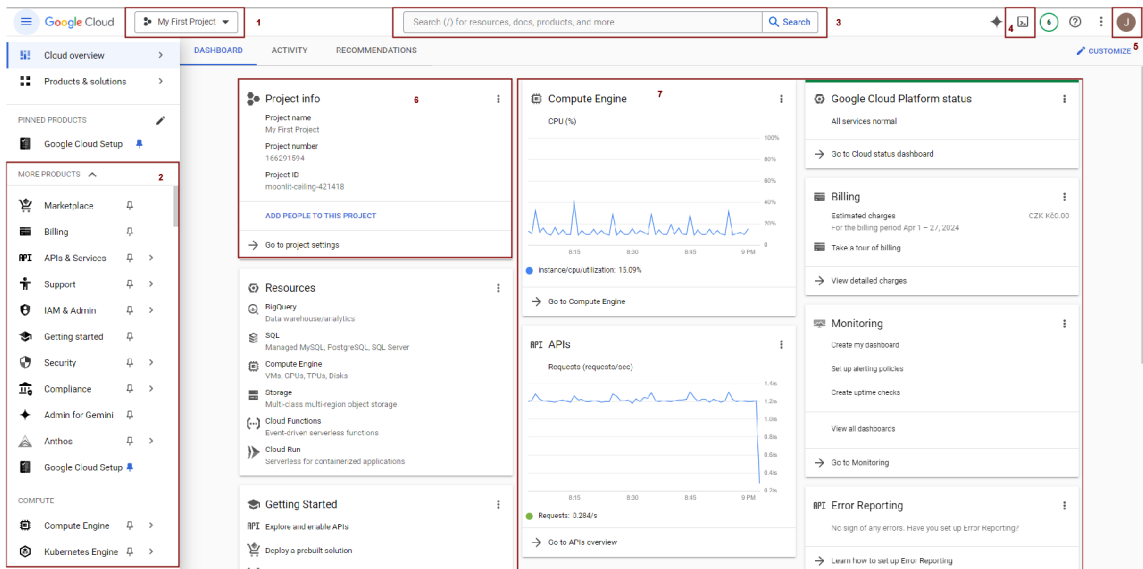 Google Cloud
My First Project
1
Search (/) for resources, docs, products, and more
Search
3
4
6
J
5
Cloud overview
Products & solutions
PINNED PRODUCTS
Google Cloud Setup
MORE PRODUCTS
2
Marketplace
Billing
API APIs & Services
Support
IAM & Admin
Getting started
Security
Compliance
Admin for Gemini
Anthos
Google Cloud Setup
COMPUTE
Compute Engine
Kubernetes Engine
DASHBOARD
ACTIVITY
RECOMMENDATIONS
CUSTOMIZE
Project info
6
Project name
My First Project
Project number
166291594
Project ID
moonlit-ceiling-421418
ADD PEOPLE TO THIS PROJECT
Go to project settings
Resources
BigQuery
Data warehouse/analytics
SQL
Managed MySQL, PostgreSQL, SQL Server
Compute Engine
VMs, GPUs, TPUs, Disks
Storage
Multi-class multi-region object storage
Cloud Functions
Event-driven serverless functions
Cloud Run
Serverless for containerized applications
Getting Started
API Explore and enable APIs
Deploy a prebuilt solution
Compute Engine
7
CPU (%)
100%
80%
60%
40%
20%
0
8:15 8:30 8:45 9 PM
instance/cpu/utilization: 15.09%
Go to Compute Engine
API APIs
Requests (requests/sec)
1.4/s
1.2/s
1.0/s
0.8/s
0.6/s
0.4/s
0.2/s
8:15 8:30 8:45 9 PM
Requests: 0.284/s
Go to APIs overview
Google Cloud Platform status
All services normal
Go to Cloud status dashboard
Billing
Estimated charges CZK Kč0.00
For the billing period Apr 1 – 27, 2024
Take a tour of billing
View detailed charges
Monitoring
Create my dashboard
Set up alerting policies
Create uptime checks
View all dashboards
Go to Monitoring
API Error Reporting
No sign of any errors. Have you set up Error Reporting?
Learn how to set up Error Reporting